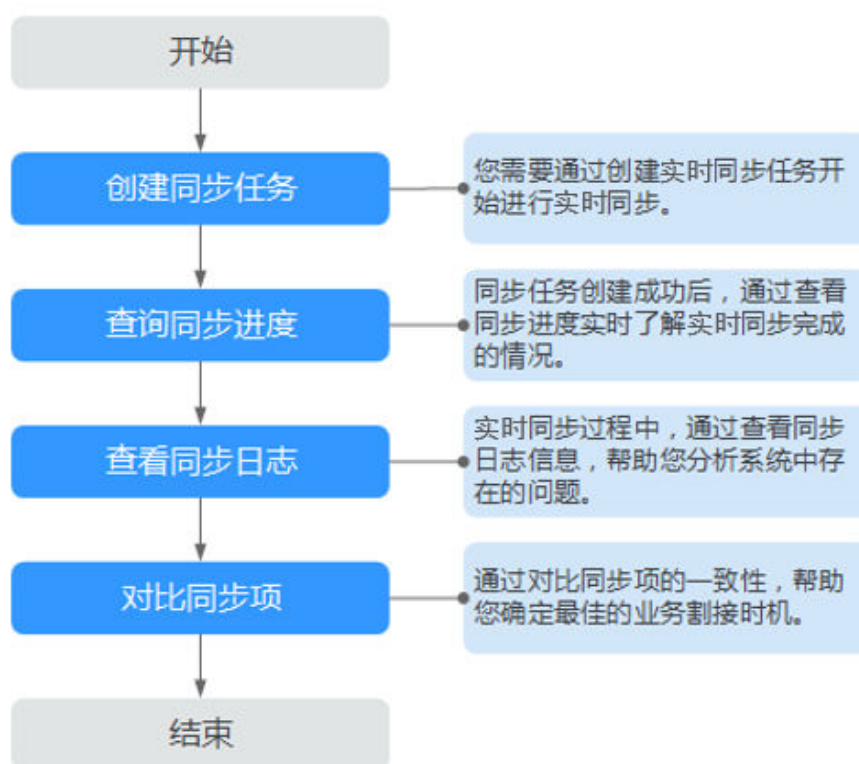 开始
创建同步任务
您需要通过创建实时同步任务开
始进行实时同步。
查询同步进度
同步任务创建成功后，通过查看
同步进度实时了解实时同步完成
的情况。
查看同步日志
实时同步过程中，通过查看同步
日志信息，帮助您分析系统中存
在的问题。
对比同步项
通过对比同步项的一致性，帮助
您确定最佳的业务割接时机。
结束